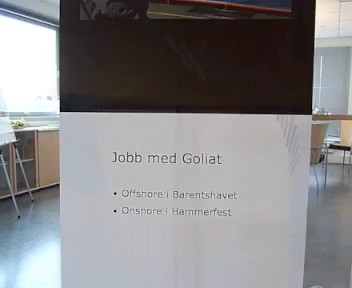 Jobb med Goliat
• Offshore i Barentshavet
• Onshore i Hammerfest